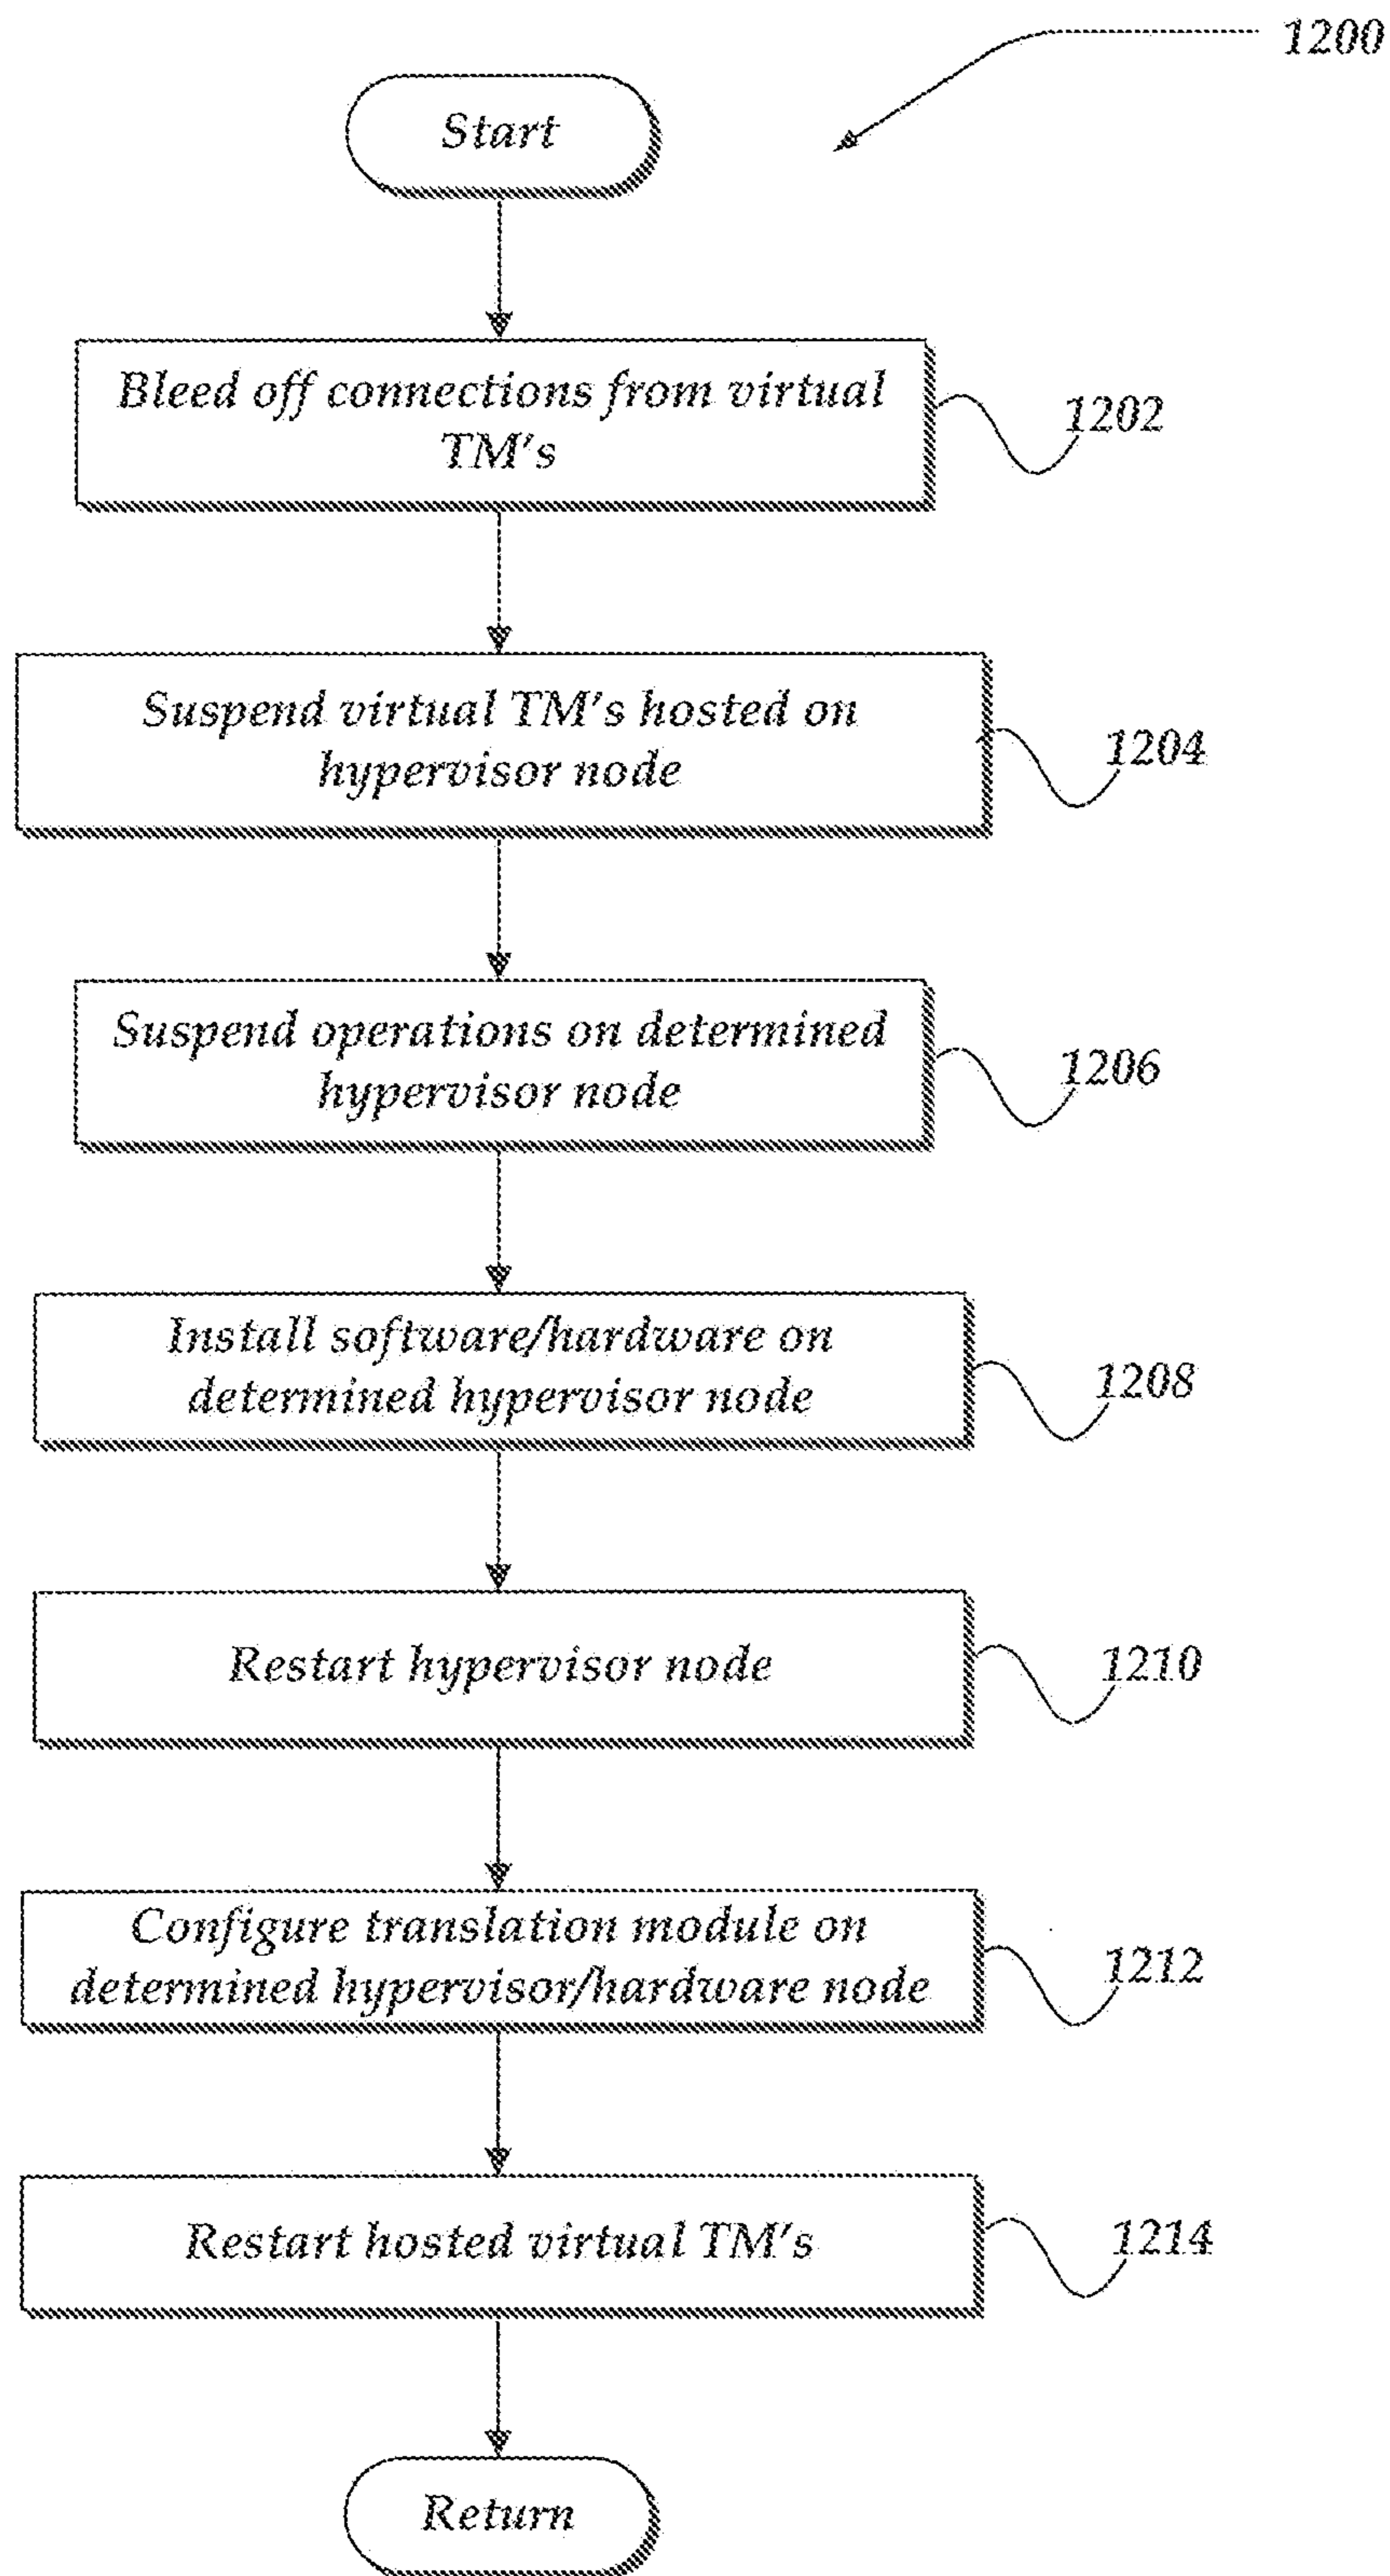 1200
Start
Bleed off connections from virtual
TM's
1202
Suspend virtual TM's hosted on
hypervisor node
1204
Suspend operations on determined
hypervisor node
1206
Install software/hardware on
determined hypervisor node
1208
Restart hypervisor node
1210
Configure translation module on
determined hypervisor/hardware node
1212
Restart hosted virtual TM's
1214
Return